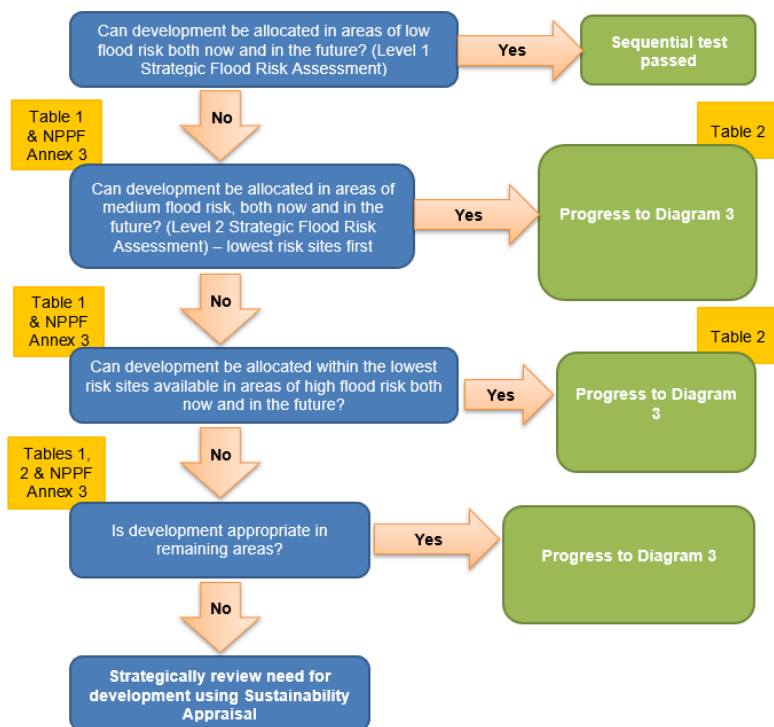 Can development be allocated in areas of low
flood risk both now and in the future? (Level 1
Strategic Flood Risk Assessment)
Yes
Sequential test
passed
No
Table 1
& NPPF
Annex 3
Table 2
Can development be allocated in areas of
medium flood risk, both now and in the
future? (Level 2 Strategic Flood Risk
Assessment) – lowest risk sites first
Yes
Progress to Diagram 3
No
Table 1
& NPPF
Annex 3
Table 2
Can development be allocated within the lowest
risk sites available in areas of high flood risk both
now and in the future?
Yes
Progress to Diagram
3
No
Tables 1,
2 & NPPF
Annex 3
Is development appropriate in
remaining areas?
Yes
Progress to Diagram 3
No
Strategically review need for
development using Sustainability
Appraisal